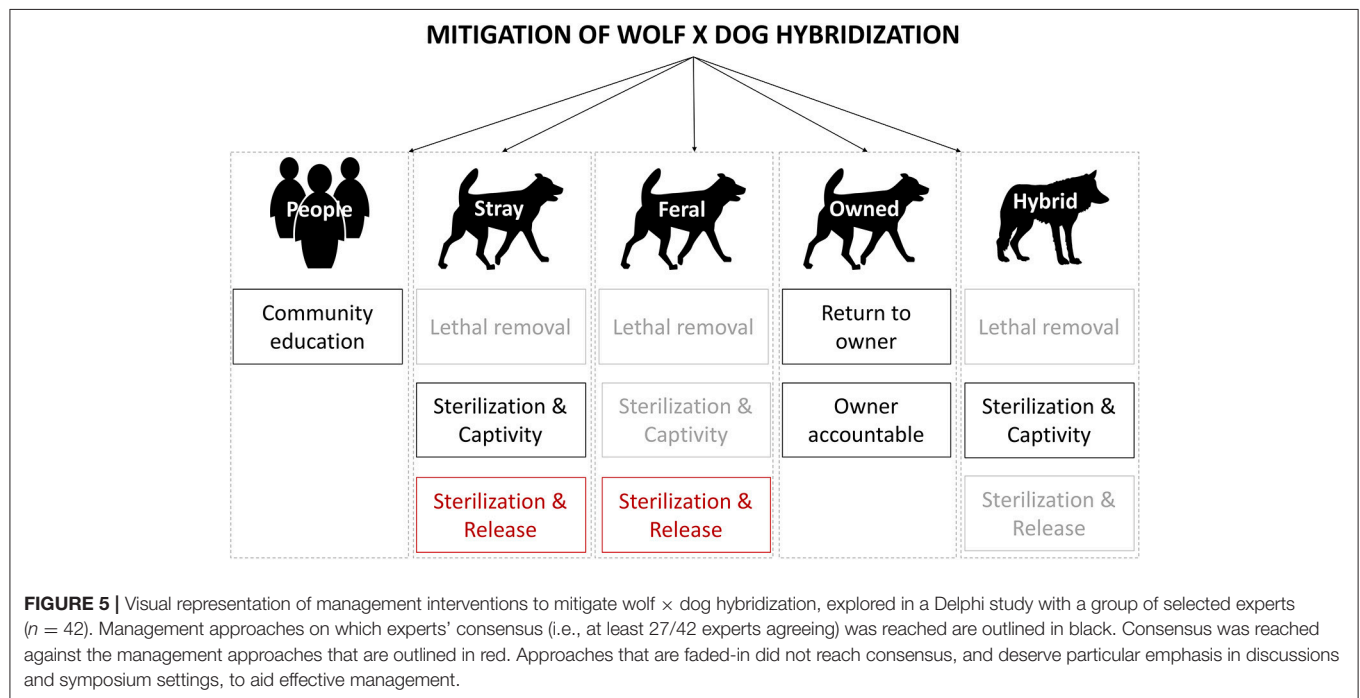 MITIGATION OF WOLF X DOG HYBRIDIZATION
People
Stray
Feral
Owned
Hybrid
Community
education
Lethal removal
Lethal removal
Return to
owner
Lethal removal
Sterilization &
Captivity
Sterilization &
Captivity
Owner
accountable
Sterilization &
Captivity
Sterilization &
Release
Sterilization &
Release
Sterilization &
Release
FIGURE 5 | Visual representation of management interventions to mitigate wolf × dog hybridization, explored in a Delphi study with a group of selected experts
(n = 42). Management approaches on which experts' consensus (i.e., at least 27/42 experts agreeing) was reached are outlined in black. Consensus was reached
against the management approaches that are outlined in red. Approaches that are faded-in did not reach consensus, and deserve particular emphasis in discussions
and symposium settings, to aid effective management.